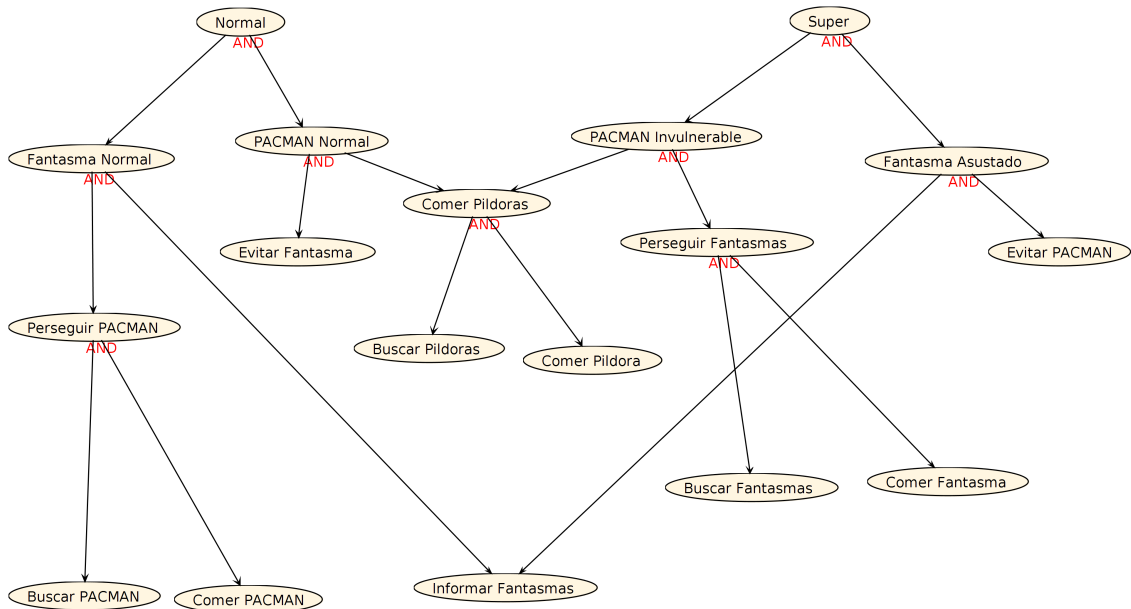 Normal
AND
Super
AND
Fantasma Normal
AND
PACMAN Normal
AND
PACMAN Invulnerable
AND
Fantasma Asustado
AND
Comer Pildoras
AND
Evitar Fantasma
Perseguir Fantasmas
AND
Evitar PACMAN
Perseguir PACMAN
AND
Buscar Pildoras
Comer Pildora
Buscar Fantasmas
Comer Fantasma
Buscar PACMAN
Comer PACMAN
Informar Fantasmas